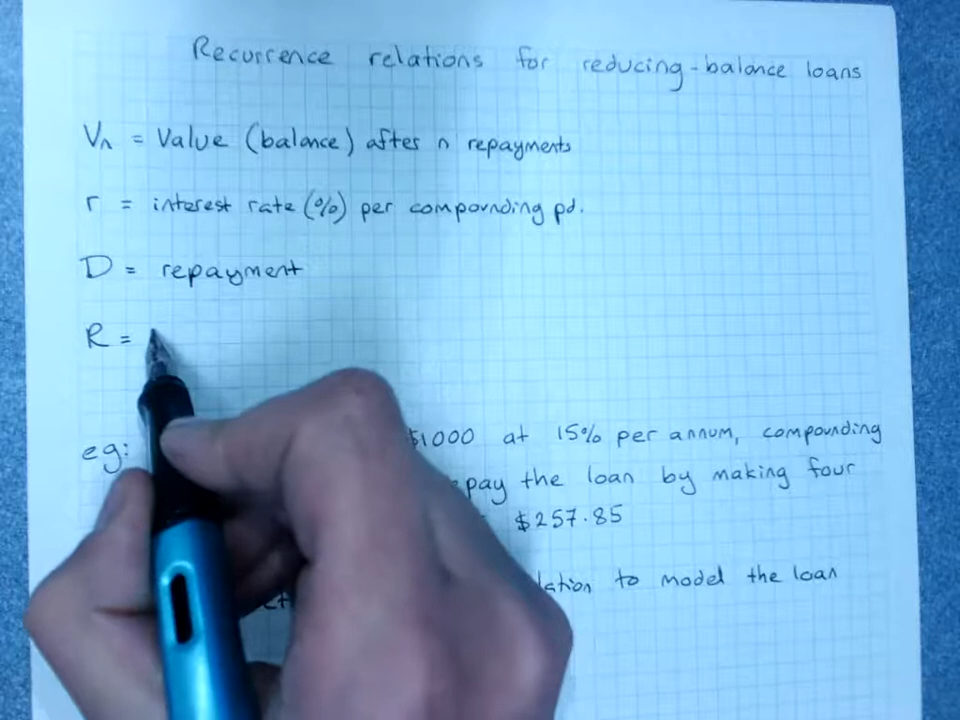 Recurrence relations for reducing-balance loans
Vn = Value (balance) after n repayments
r = interest rate (%) per compounding pd.
D = repayment
R =
eg: $1000 at 15% per annum, compounding
pay the loan by making four
$257.85
to model the loan